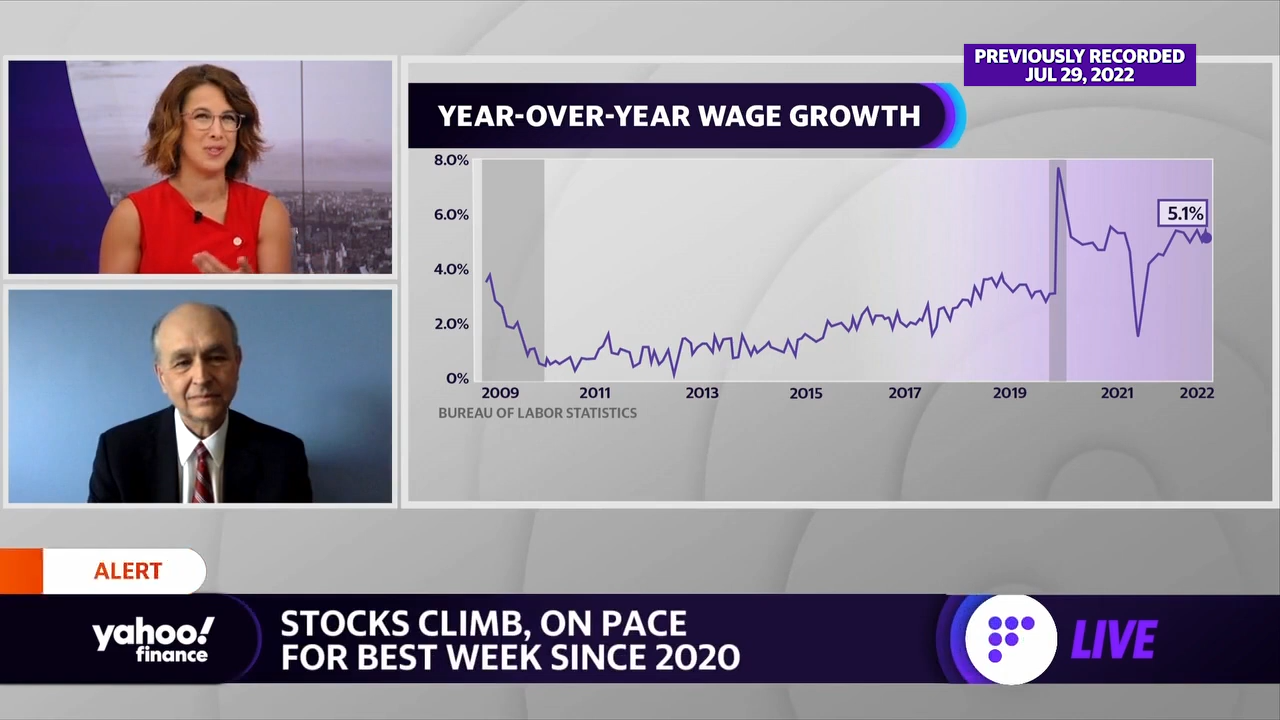 PREVIOUSLY RECORDED
JUL 29, 2022
YEAR-OVER-YEAR WAGE GROWTH
8.0%
6.0%
4.0%
2.0%
0%
5.1%
2009 2011 2013 2015 2017 2019 2021 2022
BUREAU OF LABOR STATISTICS
ALERT
yahoo!
finance
STOCKS CLIMB, ON PACE
FOR BEST WEEK SINCE 2020
LIVE